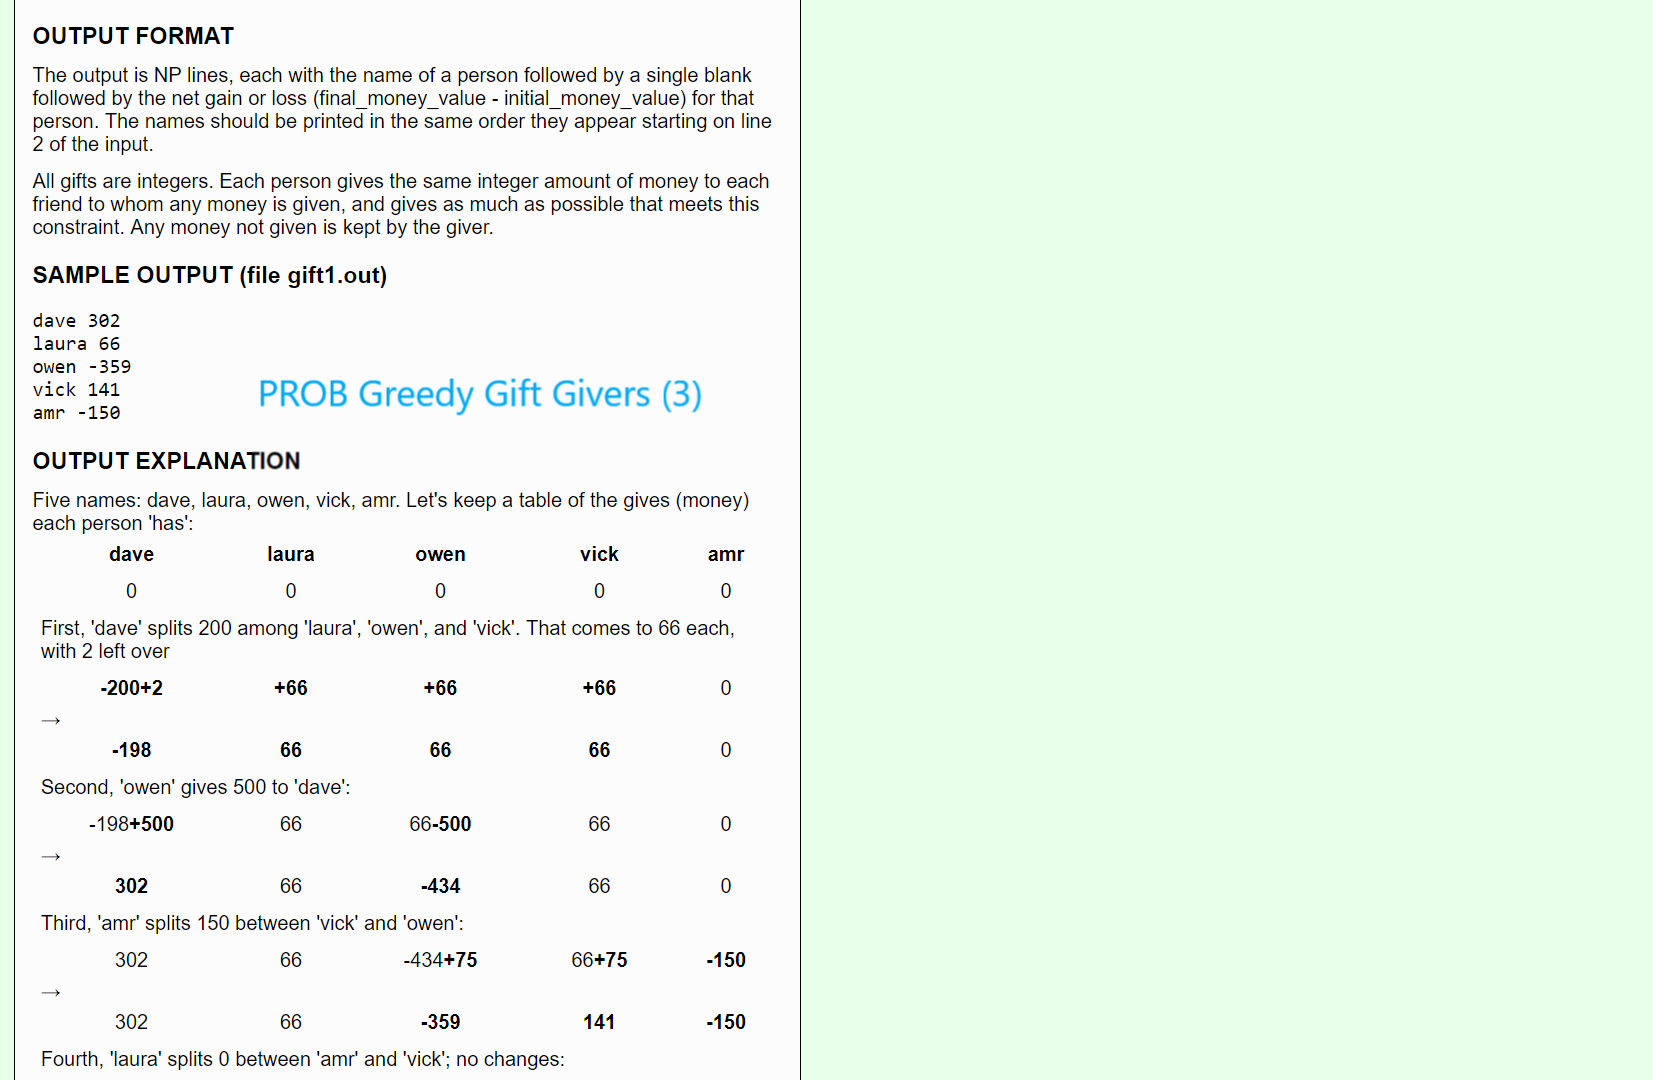 OUTPUT FORMAT
The output is NP lines, each with the name of a person followed by a single blank
followed by the net gain or loss (final_money_value - initial_money_value) for that
person. The names should be printed in the same order they appear starting on line
2 of the input.
All gifts are integers. Each person gives the same integer amount of money to each
friend to whom any money is given, and gives as much as possible that meets this
constraint. Any money not given is kept by the giver.
SAMPLE OUTPUT (file gift1.out)
dave 302
laura 66
owen -359
vick 141
amr -150
PROB Greedy Gift Givers (3)
OUTPUT EXPLANATION
Five names: dave, laura, owen, vick, amr. Let's keep a table of the gives (money)
each person 'has':
dave laura owen vick amr
0 0 0 0 0
First, 'dave' splits 200 among 'laura', 'owen', and 'vick'. That comes to 66 each,
with 2 left over
-200+2 +66 +66 +66 0
→
-198 66 66 66 0
Second, 'owen' gives 500 to 'dave':
-198+500 66 66-500 66 0
→
302 66 -434 66 0
Third, 'amr' splits 150 between 'vick' and 'owen':
302 66 -434+75 66+75 -150
→
302 66 -359 141 -150
Fourth, 'laura' splits 0 between 'amr' and 'vick'; no changes: